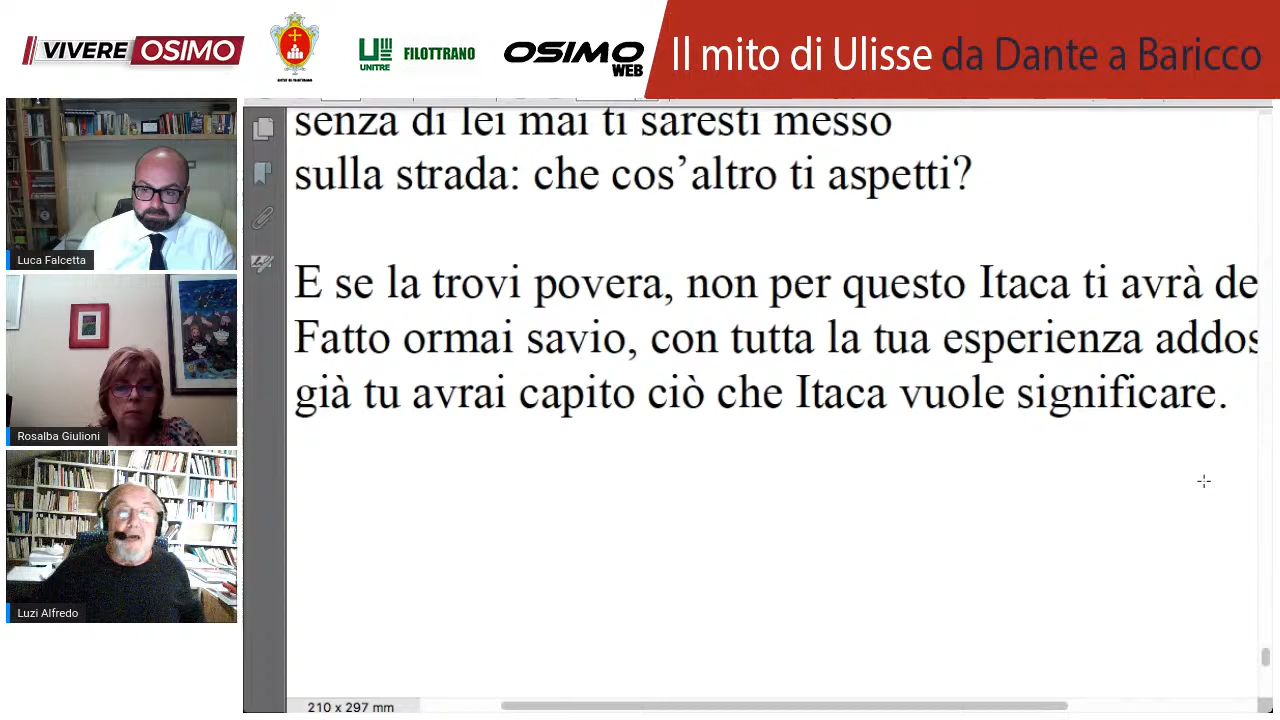 VIVERE OSIMO
UNITRE
FILOTTRANO
OSIMO
WEB
Il mito di Ulisse da Dante a Baricco
senza di lei mai ti saresti messo
sulla strada: che cos’altro ti aspetti?
E se la trovi povera, non per questo Itaca ti avrà de
Fatto ormai savio, con tutta la tua esperienza addos
già tu avrai capito ciò che Itaca vuole significare.
Luca Falcetta
Rosalba Giulioni
Luzi Alfredo
210 x 297 mm